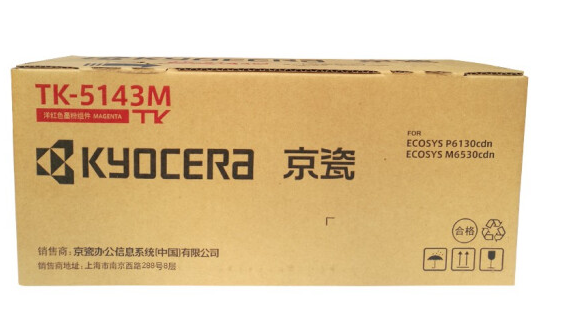 TK-5143M
洋红色墨粉组件 MAGENTA
TK
KYOCERA 京瓷
FOR
ECOSYS P6130cdn
ECOSYS M6530cdn
合格
销售商：京瓷办公信息系统(中国)有限公司
销售商地址：上海市南京西路288号8层